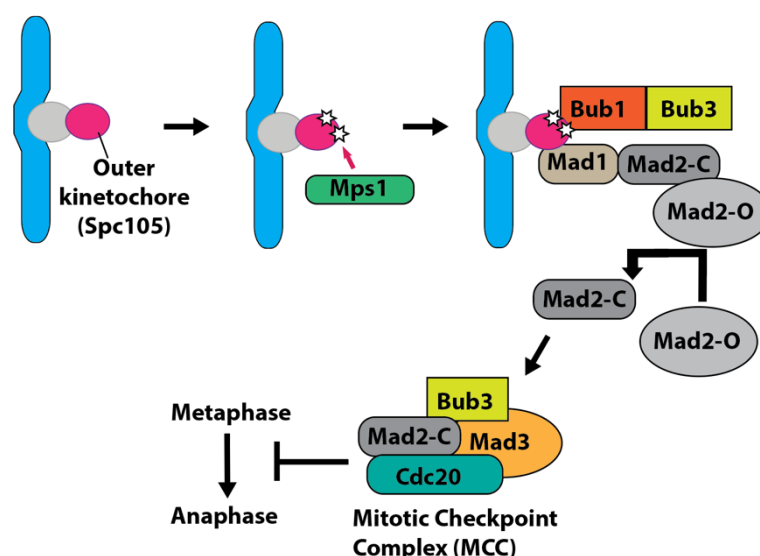 Outer
kinetochore
(Spc105)
Mps1
Bub1
Bub3
Mad1
Mad2-C
Mad2-O
Mad2-C
Mad2-O
Metaphase
Anaphase
Bub3
Mad2-C
Mad3
Cdc20
Mitotic Checkpoint
Complex (MCC)